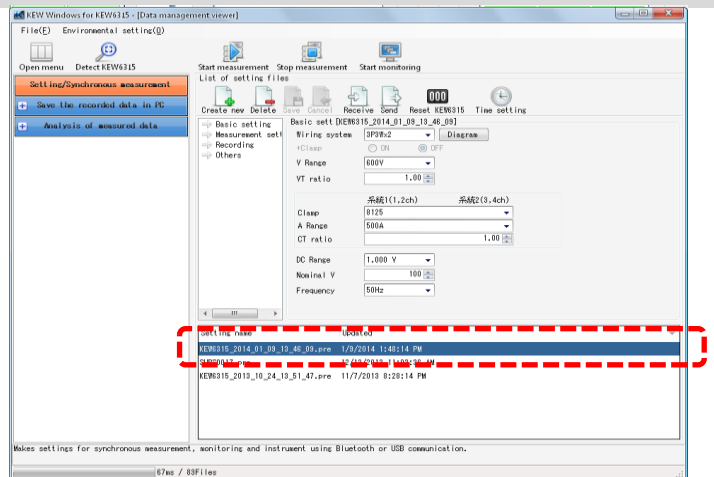 KEW Windows for KEW6315 - [Data management viewer]
File(F) Environmental setting(O)
Open menu Detect KEW6315 Start measurement Stop measurement Start monitoring
Setting/Synchronous measurement
Save the recorded data in PC
Analysis of measured data
List of setting files
Create new Delete Save Cancel Receive Send Reset KEW6315 Time setting
000
Basic setting
Measurement sett
Recording
Others
Basic sett [KEW6315_2014_01_09_13_46_09]
Wiring system 3P3W×2 Diagram
+Clamp ON OFF
V Range 600V
VT ratio 1.00
系統1(1,2ch) 系統2(3,4ch)
Clamp 8125
A Range 500A
CT ratio 1.00
DC Range 1.000 V
Nominal V 100
Frequency 50Hz
Setting name Updated
KEW6315_2014_01_09_13_46_09.pre 1/9/2014 1:48:14 PM
KEW6315_2013_10_24_13_51_47.pre 11/7/2013 8:28:14 PM
Makes settings for synchronous measurement, monitoring and instrument using Bluetooth or USB communication.
67ms / 83Files